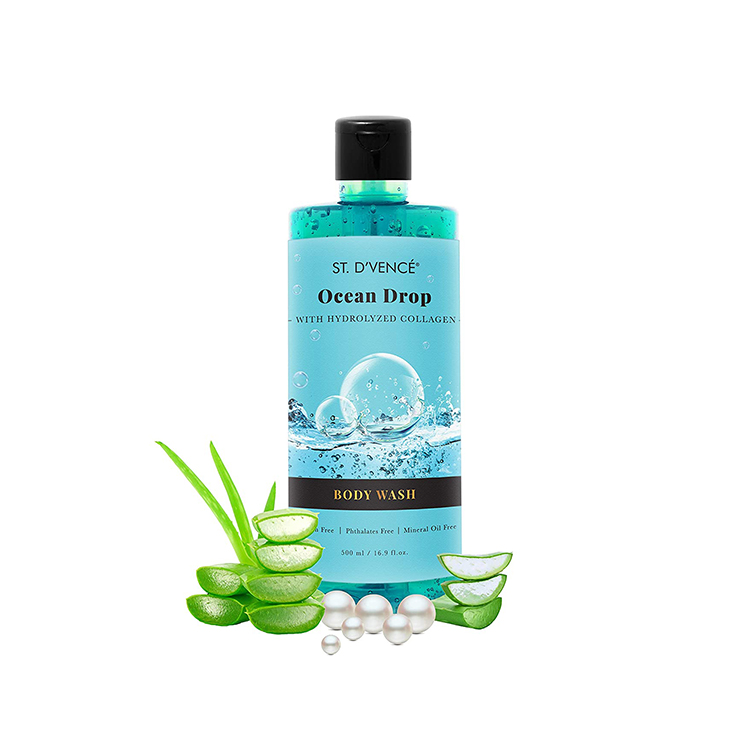 ST. D'VENCÉ®
Ocean Drop
WITH HYDROLYZED COLLAGEN
BODY WASH
Free | Phthalates Free | Mineral Oil Free
500 ml / 16.9 fl.oz.